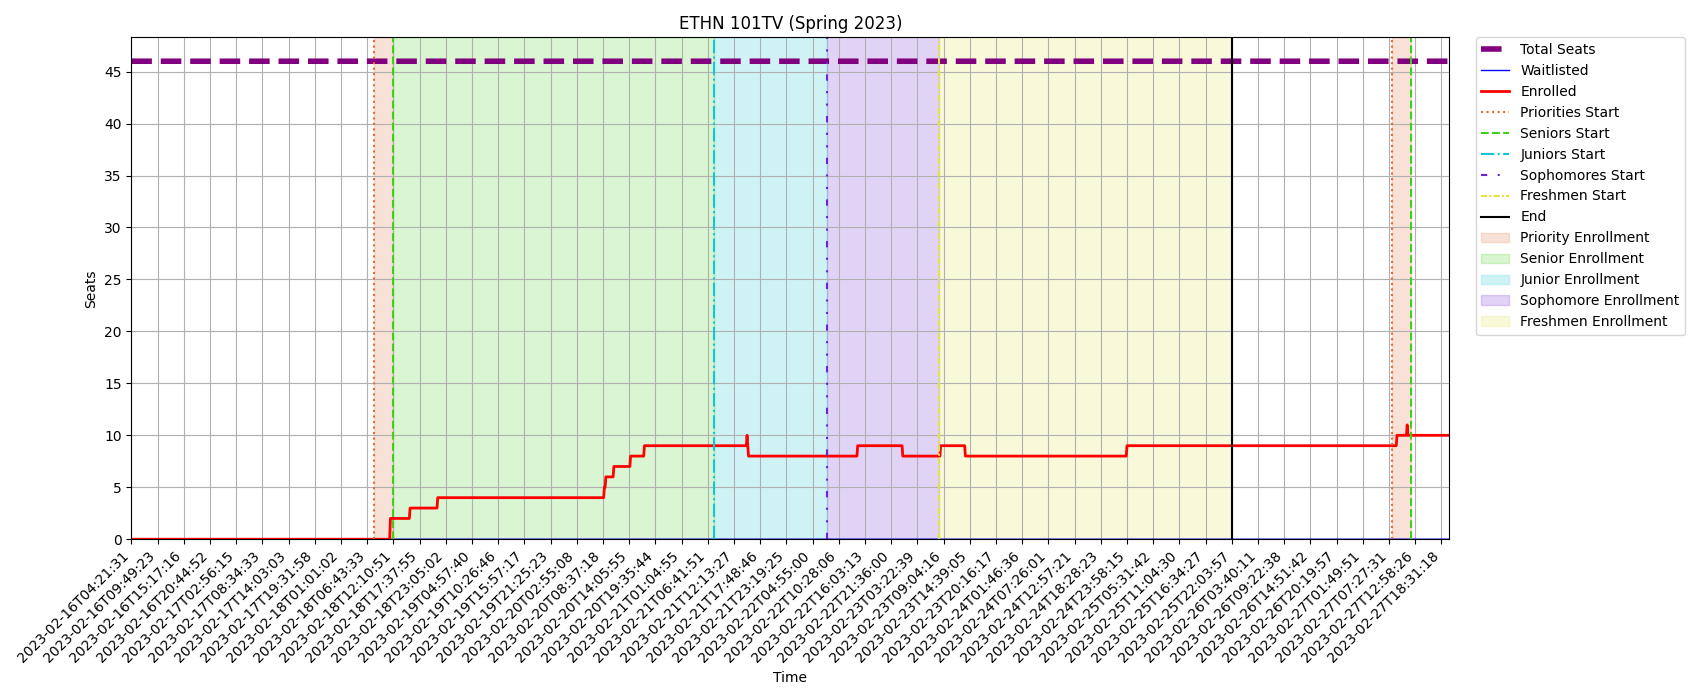 ETHN 101TV (Spring 2023)
Total Seats
Waitlisted
Enrolled
Priorities Start
Seniors Start
Juniors Start
Sophomores Start
Freshmen Start
End
Priority Enrollment
Senior Enrollment
Junior Enrollment
Sophomore Enrollment
Freshmen Enrollment
Seats
45
40
35
30
25
20
15
10
5
0
2023-02-16T04:21:31
2023-02-16T09:49:23
2023-02-16T15:17:16
2023-02-16T20:44:52
2023-02-17T02:56:15
2023-02-17T08:34:33
2023-02-17T14:03:03
2023-02-17T19:31:58
2023-02-18T01:01:02
2023-02-18T06:43:33
2023-02-18T12:10:51
2023-02-18T17:37:55
2023-02-18T23:05:02
2023-02-19T04:57:40
2023-02-19T10:26:46
2023-02-19T15:57:17
2023-02-19T21:25:23
2023-02-20T02:55:08
2023-02-20T08:37:18
2023-02-20T14:05:55
2023-02-20T19:35:44
2023-02-21T01:04:55
2023-02-21T06:41:51
2023-02-21T12:13:27
2023-02-21T17:48:46
2023-02-21T23:19:25
2023-02-22T04:55:00
2023-02-22T10:28:06
2023-02-22T16:03:13
2023-02-22T21:36:00
2023-02-23T03:22:39
2023-02-23T09:04:16
2023-02-23T14:39:05
2023-02-23T20:16:17
2023-02-24T01:46:36
2023-02-24T07:26:01
2023-02-24T12:57:21
2023-02-24T18:28:23
2023-02-24T23:58:15
2023-02-25T05:31:42
2023-02-25T11:04:30
2023-02-25T16:34:27
2023-02-25T22:03:57
2023-02-26T03:40:11
2023-02-26T09:22:38
2023-02-26T14:51:42
2023-02-26T20:19:57
2023-02-27T01:49:51
2023-02-27T07:27:31
2023-02-27T12:58:26
2023-02-27T18:31:18
Time